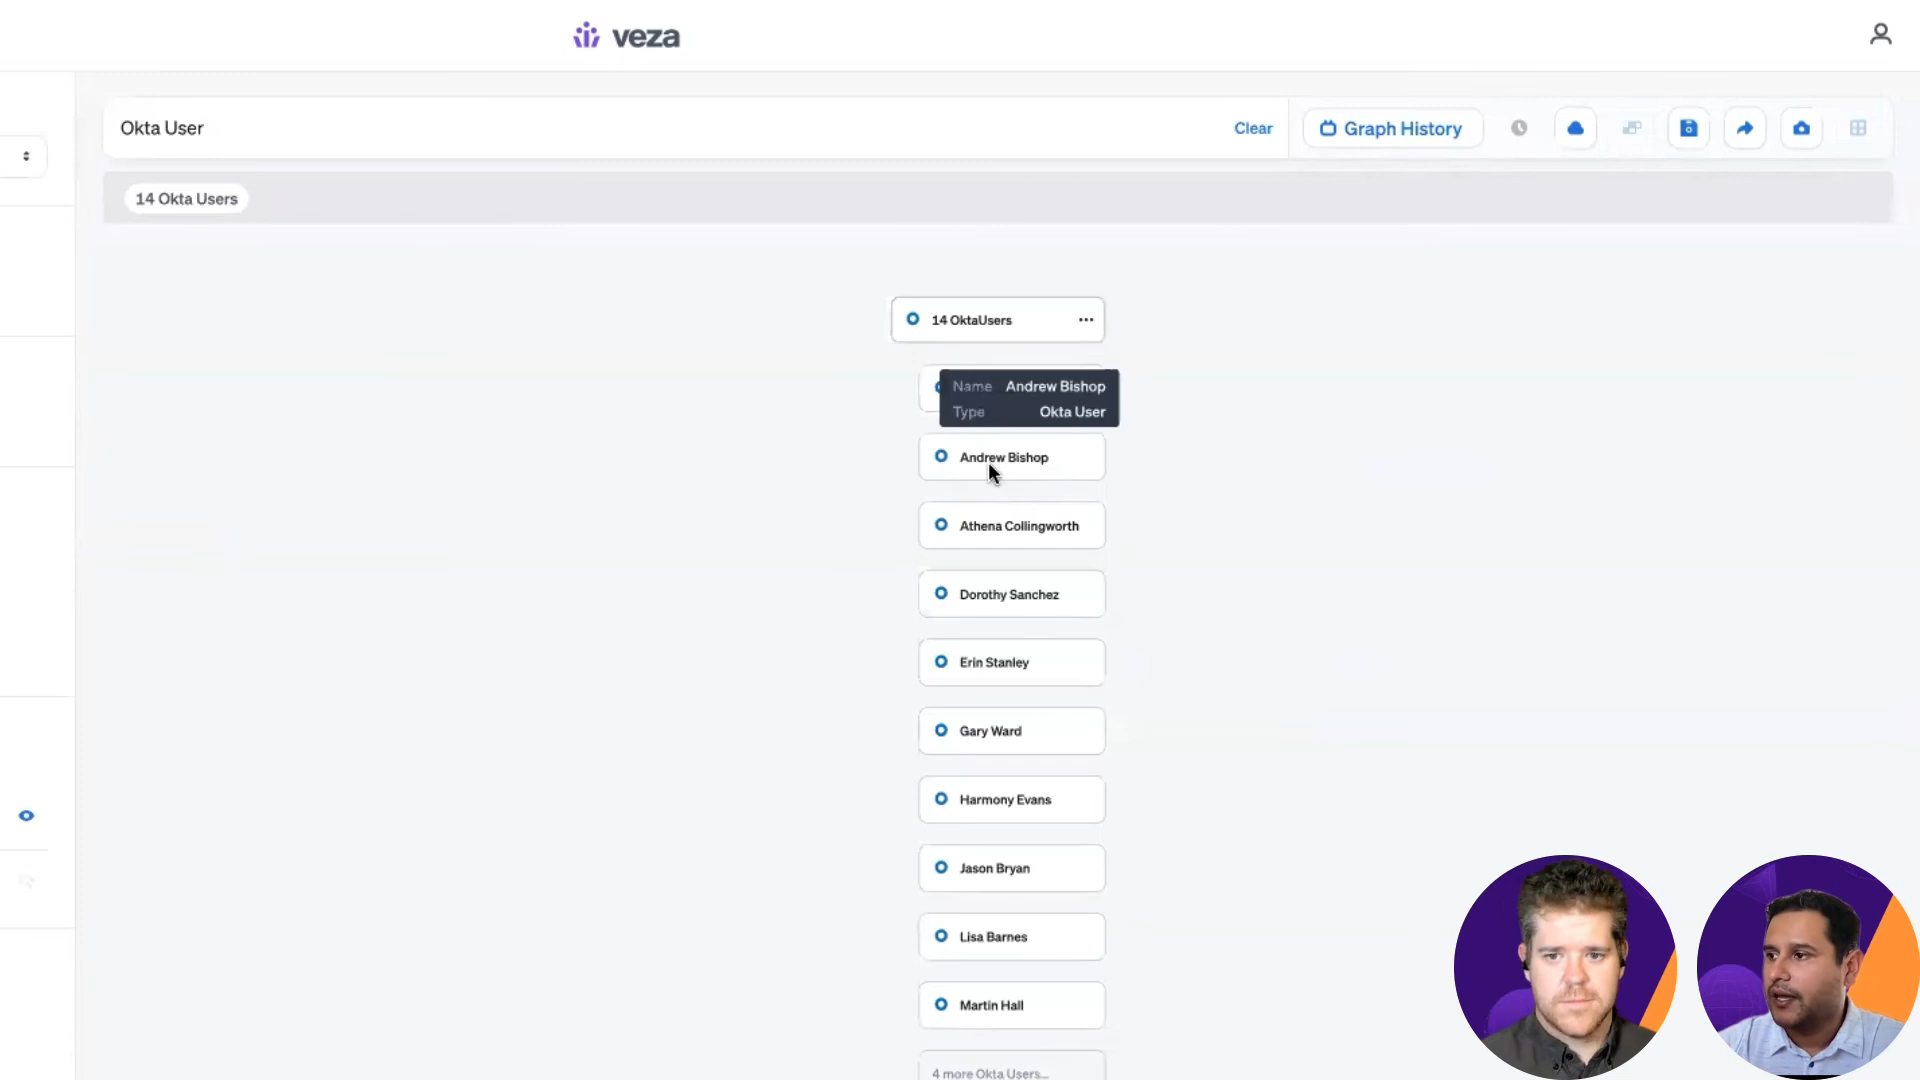 veza
Okta User
Clear
Graph History
14 Okta Users
14 OktaUsers
Name Andrew Bishop
Type Okta User
Andrew Bishop
Athena Collingworth
Dorothy Sanchez
Erin Stanley
Gary Ward
Harmony Evans
Jason Bryan
Lisa Barnes
Martin Hall
4 more Okta Users...